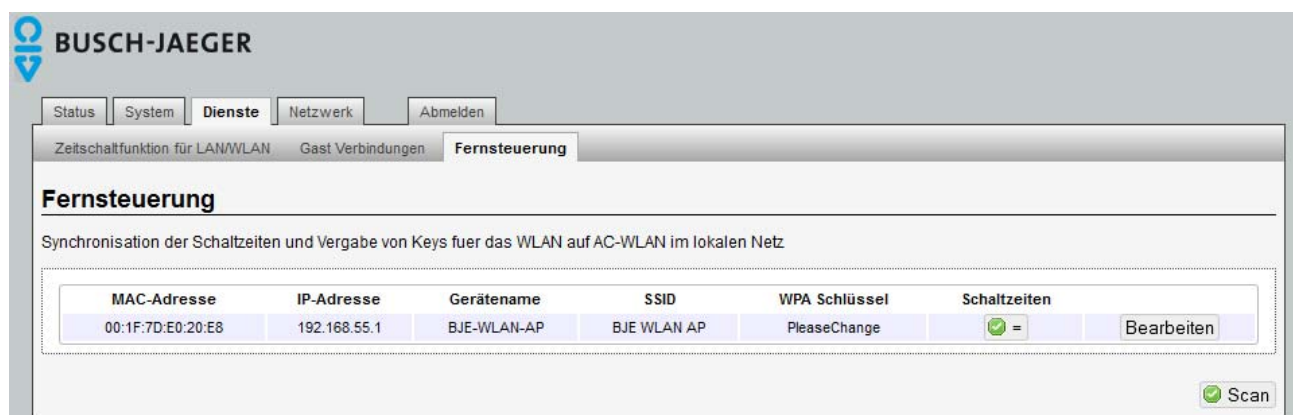 BUSCH-JAEGER
Status System Dienste Netzwerk Abmelden
Zeitschaltfunktion für LAN/WLAN Gast Verbindungen Fernsteuerung
Fernsteuerung
Synchronisation der Schaltzeiten und Vergabe von Keys fuer das WLAN auf AC-WLAN im lokalen Netz
MAC-Adresse IP-Adresse Gerätename SSID WPA Schlüssel Schaltzeiten
00:1F:7D:E0:20:E8 192.168.55.1 BJE-WLAN-AP BJE WLAN AP PleaseChange = Bearbeiten
Scan